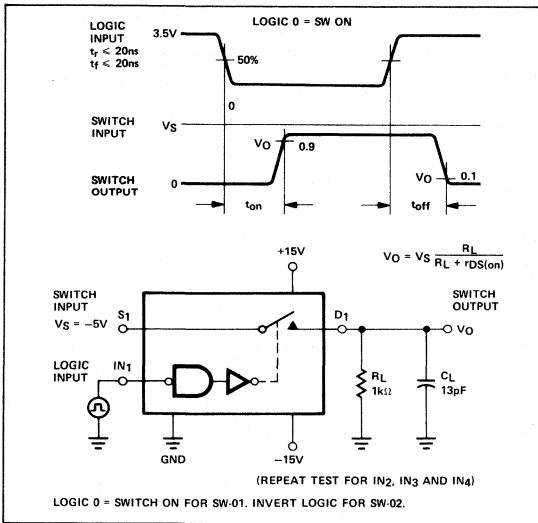 LOGIC 0 = SW ON
LOGIC
INPUT
tr ≤ 20ns
tf ≤ 20ns
3.5V
50%
0
SWITCH
INPUT
VS
VO
0.9
SWITCH
OUTPUT
0
ton
toff
VO
0.1
VO = VS RL / RL + rDS(on)
+15V
SWITCH
INPUT
VS = −5V
S1
D1
SWITCH
OUTPUT
VO
LOGIC
INPUT
IN1
RL
1kΩ
CL
13pF
GND
−15V
(REPEAT TEST FOR IN2, IN3 AND IN4)
LOGIC 0 = SWITCH ON FOR SW-01. INVERT LOGIC FOR SW-02.